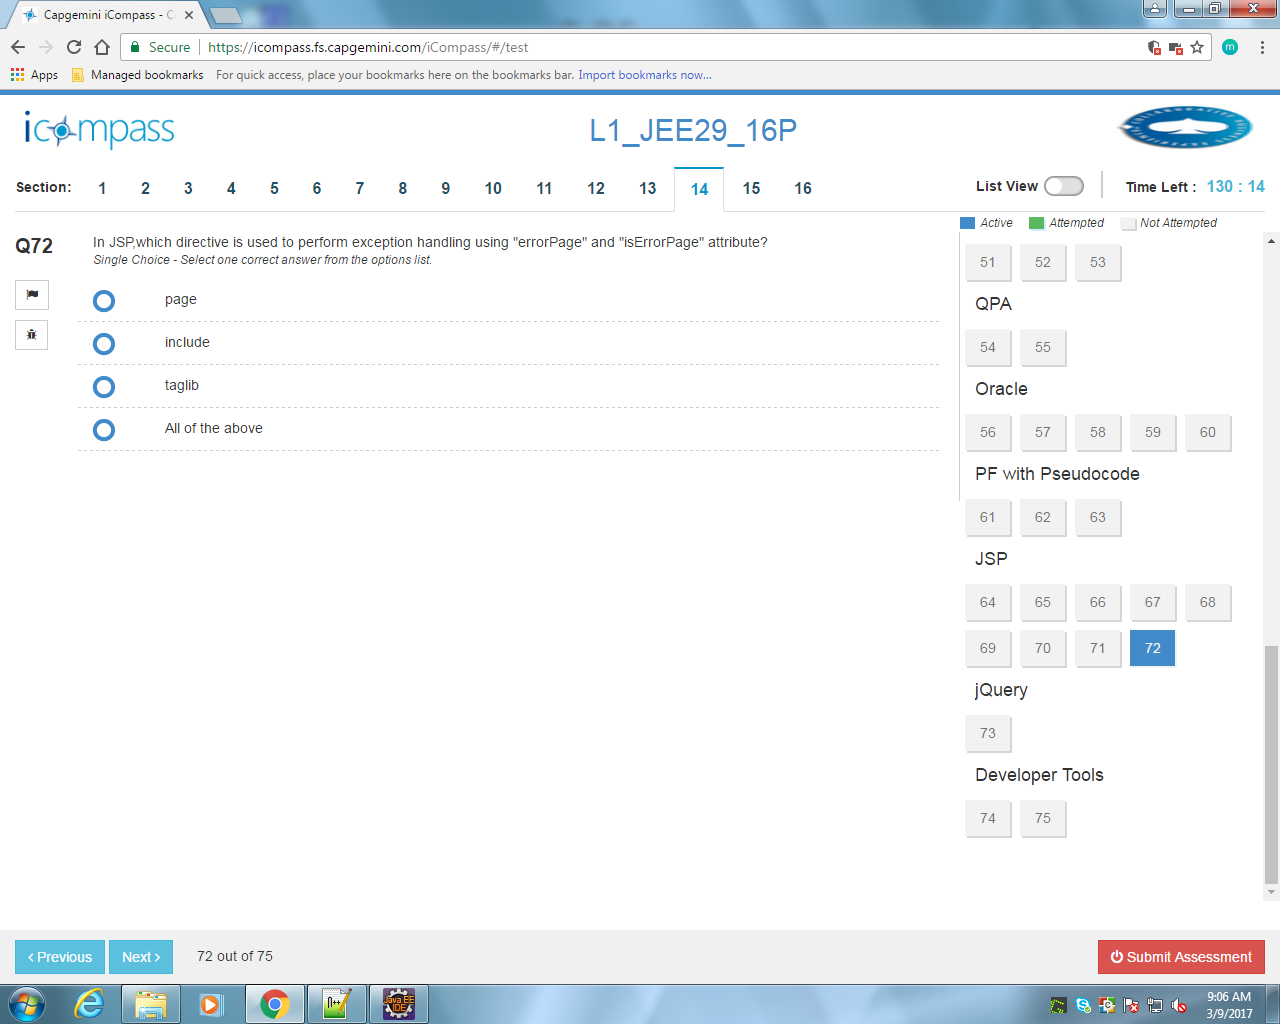 Capgemini iCompass - C
Secure
https://icompass.fs.capgemini.com/iCompass/#/test
m
Apps
Managed bookmarks
For quick access, place your bookmarks here on the bookmarks bar. Import bookmarks now...
icompass
L1_JEE29_16P
Section: 1 2 3 4 5 6 7 8 9 10 11 12 13 14 15 16
List View
Time Left : 130 : 14
Active Attempted Not Attempted
Q72
In JSP,which directive is used to perform exception handling using "errorPage" and "isErrorPage" attribute?
Single Choice - Select one correct answer from the options list.
page
include
taglib
All of the above
51 52 53
QPA
54 55
Oracle
56 57 58 59 60
PF with Pseudocode
61 62 63
JSP
64 65 66 67 68
69 70 71 72
jQuery
73
Developer Tools
74 75
‹ Previous
Next ›
72 out of 75
Submit Assessment
Java EE
IDE
9:06 AM
3/9/2017